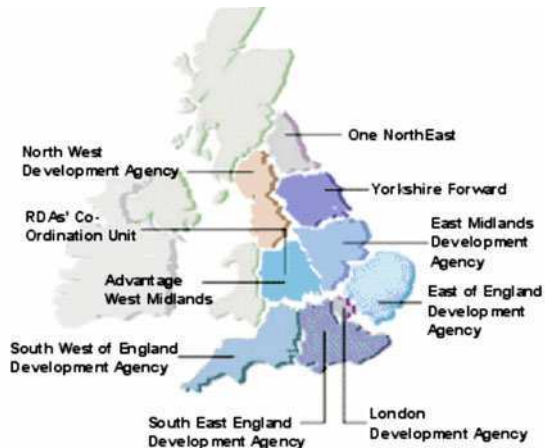 One NorthEast
North West
Development Agency
Yorkshire Forward
RDAs' Co-
Ordination Unit
East Midlands
Development
Agency
Advantage
West Midlands
East of England
Development
Agency
South West of England
Development Agency
South East England
Development Agency
London
Development Agency